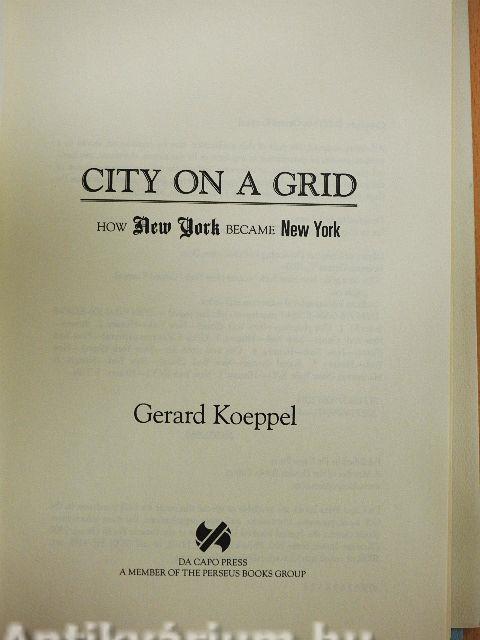 CITY ON A GRID
HOW New York BECAME New York
Gerard Koeppel
DA CAPO PRESS
A MEMBER OF THE PERSEUS BOOKS GROUP
Antikvárium.hu